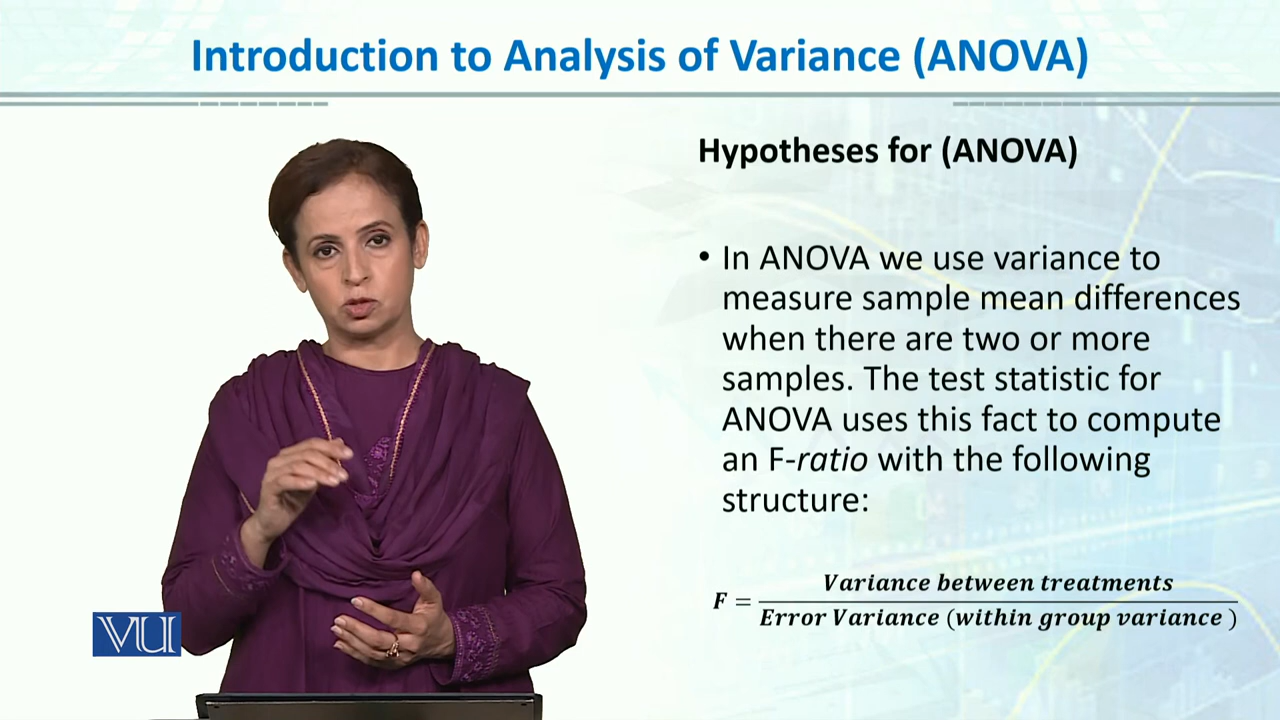 Introduction to Analysis of Variance (ANOVA)
Hypotheses for (ANOVA)
• In ANOVA we use variance to
measure sample mean differences
when there are two or more
samples. The test statistic for
ANOVA uses this fact to compute
an F-ratio with the following
structure:
F = Variance between treatments
Error Variance (within group variance )
VU